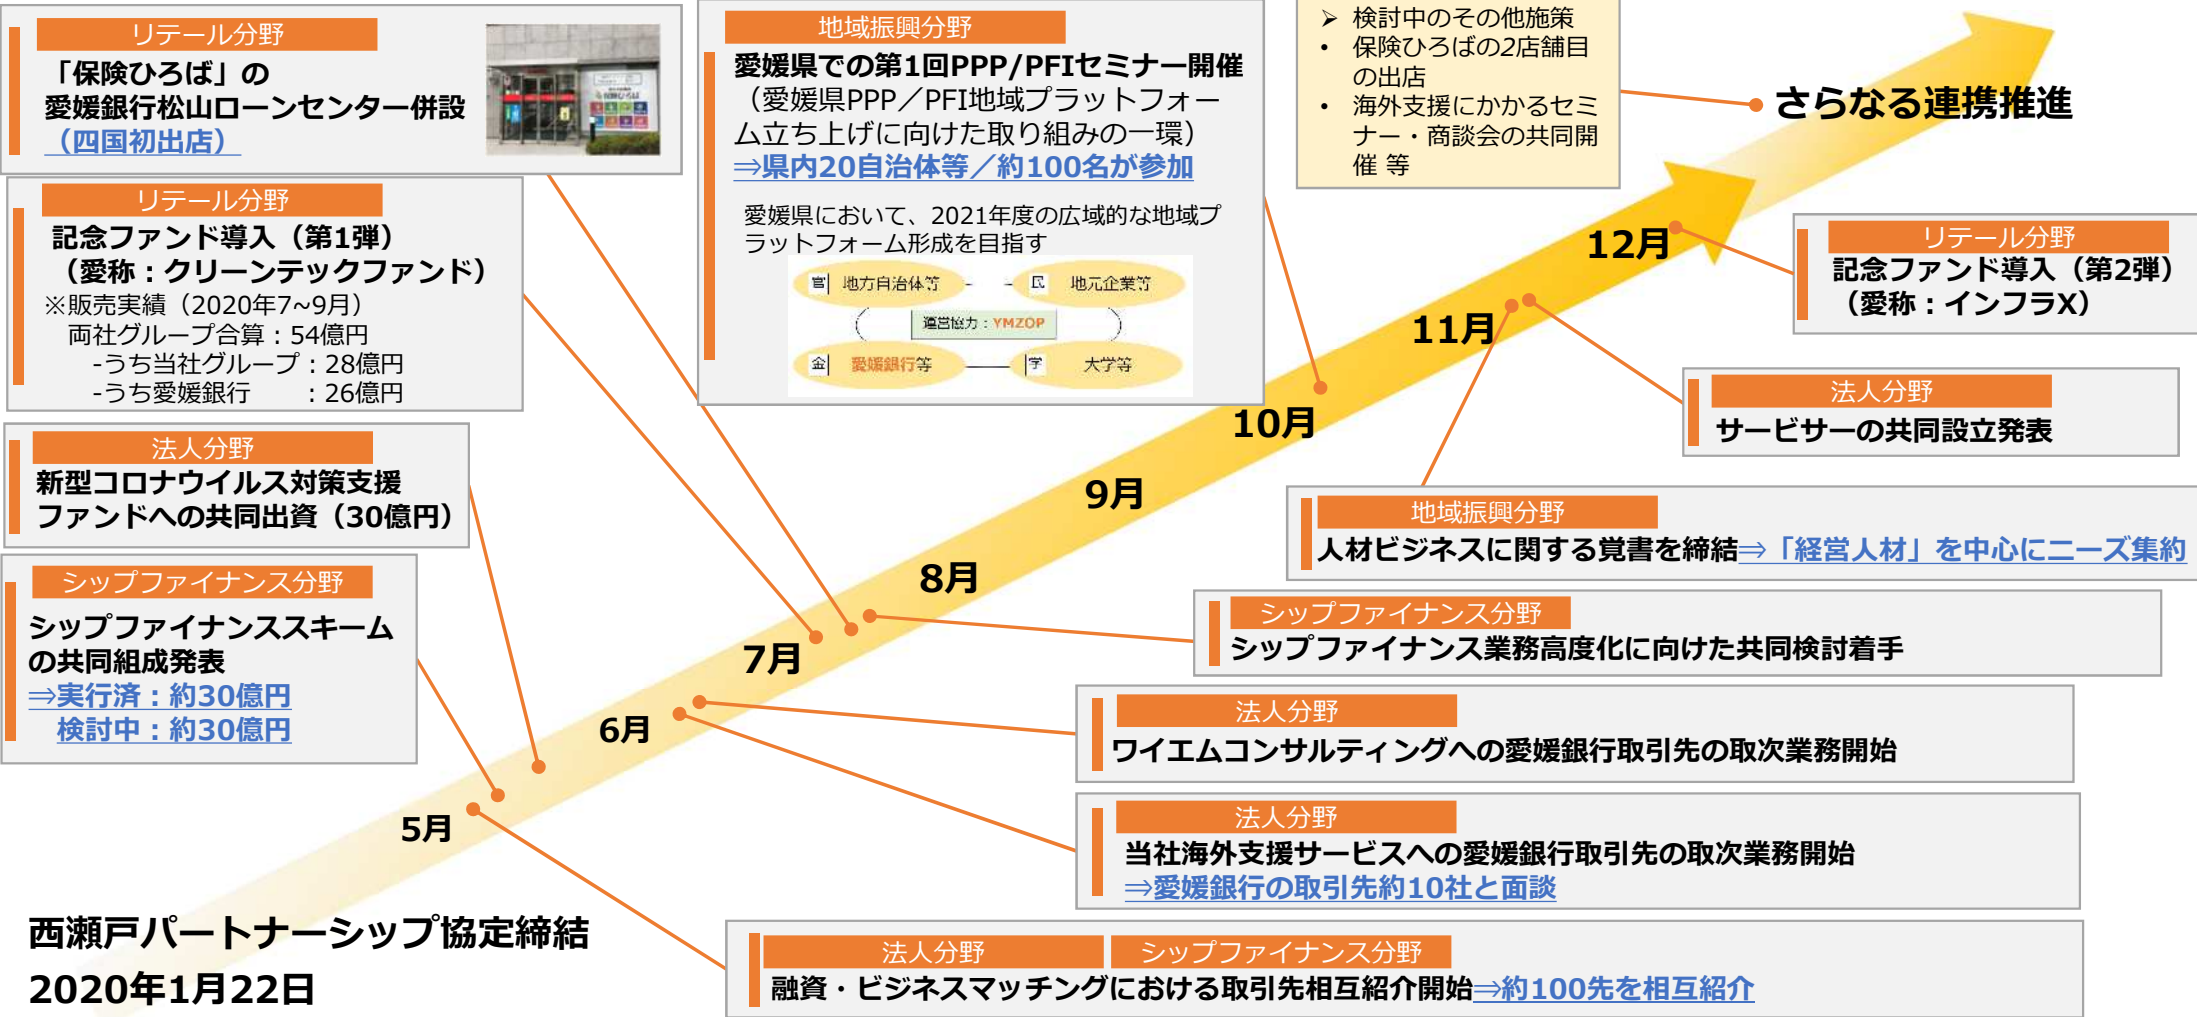 リテール分野
「保険ひろば」の
愛媛銀行松山ローンセンター併設
（四国初出店）
リテール分野
記念ファンド導入（第1弾）
（愛称：クリーンテックファンド）
※販売実績（2020年7~9月）
両社グループ合算：54億円
-うち当社グループ：28億円
-うち愛媛銀行　　：26億円
法人分野
新型コロナウイルス対策支援
ファンドへの共同出資（30億円）
シップファイナンス分野
シップファイナンススキーム
の共同組成発表
⇒実行済：約30億円
検討中：約30億円
地域振興分野
愛媛県での第1回PPP/PFIセミナー開催
（愛媛県PPP／PFI地域プラットフォー
ム立ち上げに向けた取り組みの一環）
⇒県内20自治体等／約100名が参加
愛媛県において、2021年度の広域的な地域プ
ラットフォーム形成を目指す
官 地方自治体等
民 地元企業等
運営協力：YMZOP
金 愛媛銀行等
学 大学等
➢ 検討中のその他施策
• 保険ひろばの2店舗目
の出店
• 海外支援にかかるセミ
ナー・商談会の共同開
催 等
さらなる連携推進
12月
11月
10月
9月
8月
7月
6月
5月
リテール分野
記念ファンド導入（第2弾）
（愛称：インフラX）
法人分野
サービサーの共同設立発表
地域振興分野
人材ビジネスに関する覚書を締結⇒「経営人材」を中心にニーズ集約
シップファイナンス分野
シップファイナンス業務高度化に向けた共同検討着手
法人分野
ワイエムコンサルティングへの愛媛銀行取引先の取次業務開始
法人分野
当社海外支援サービスへの愛媛銀行取引先の取次業務開始
⇒愛媛銀行の取引先約10社と面談
法人分野 シップファイナンス分野
融資・ビジネスマッチングにおける取引先相互紹介開始⇒約100先を相互紹介
西瀬戸パートナーシップ協定締結
2020年1月22日